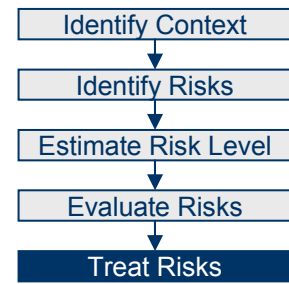 Identify Context
Identify Risks
Estimate Risk Level
Evaluate Risks
Treat Risks